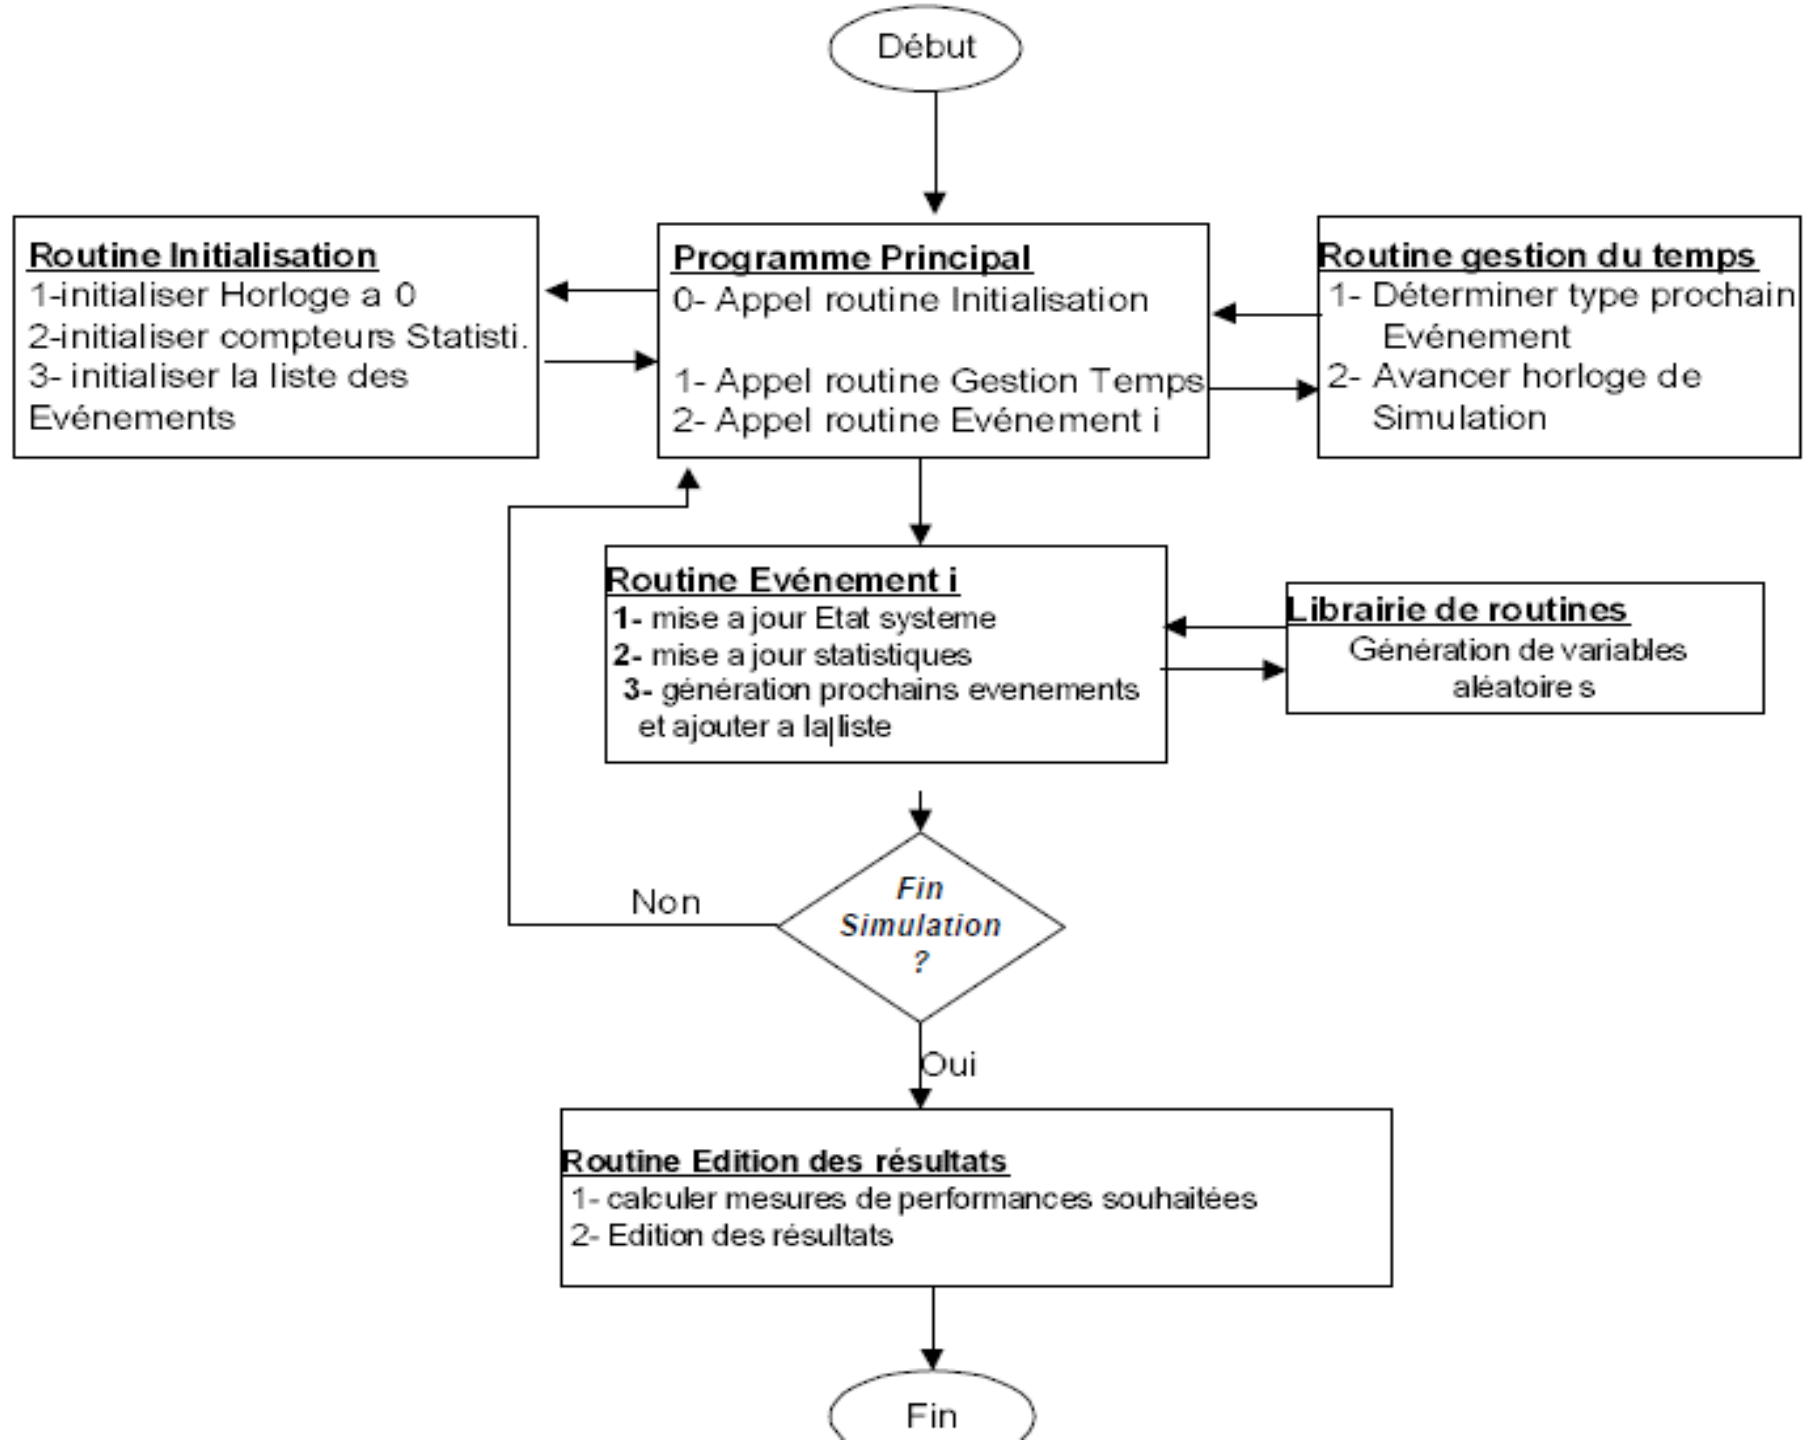 Début
Routine Initialisation
1-initialiser Horloge a 0
2-initialiser compteurs Statisti.
3- initialiser la liste des
Evénements
Programme Principal
0- Appel routine Initialisation
1- Appel routine Gestion Temps
2- Appel routine Evénement i
Routine gestion du temps
1- Déterminer type prochain
Evénement
2- Avancer horloge de
Simulation
Routine Evénement i
1- mise a jour Etat systeme
2- mise a jour statistiques
3- génération prochains evenements
et ajouter a la liste
Librairie de routines
Génération de variables
aléatoires
Fin
Simulation
?
Non
Oui
Routine Edition des résultats
1- calculer mesures de performances souhaitées
2- Edition des résultats
Fin